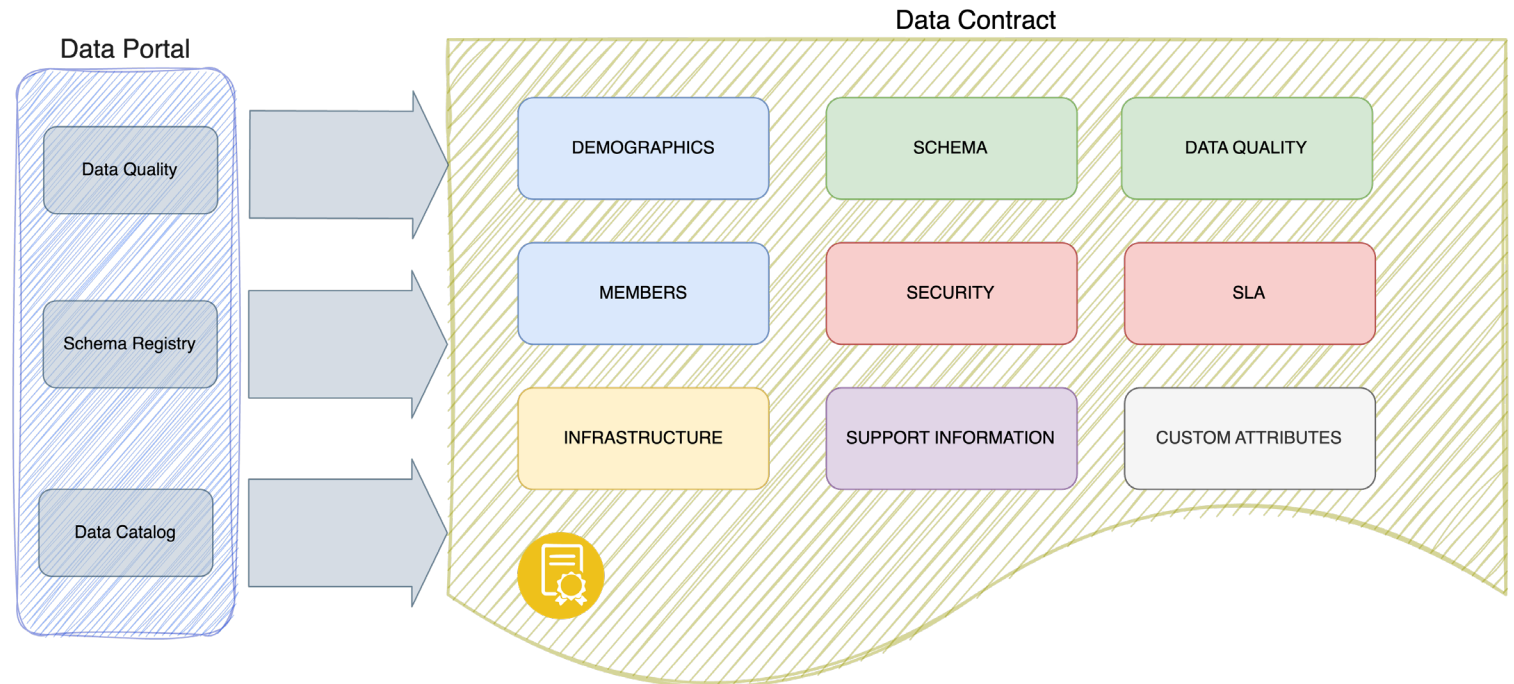 Data Portal
Data Quality
Schema Registry
Data Catalog
Data Contract
DEMOGRAPHICS
SCHEMA
DATA QUALITY
MEMBERS
SECURITY
SLA
INFRASTRUCTURE
SUPPORT INFORMATION
CUSTOM ATTRIBUTES